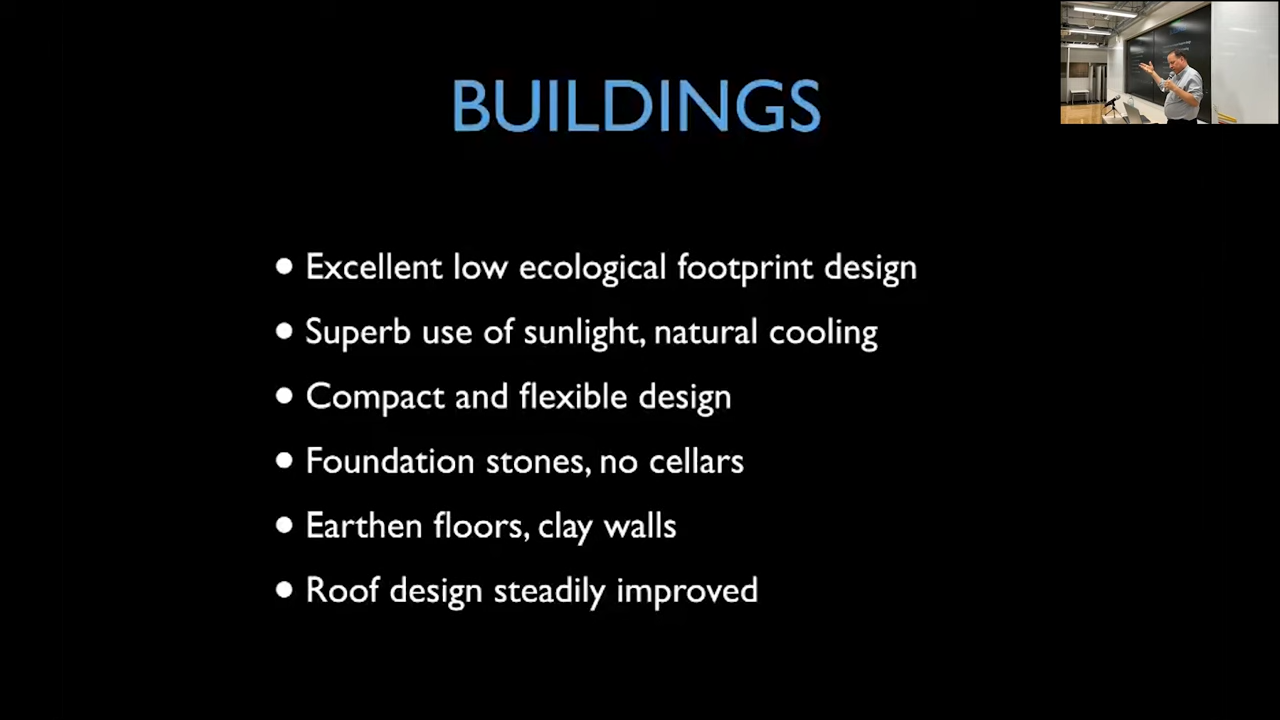 BUILDINGS
• Excellent low ecological footprint design
• Superb use of sunlight, natural cooling
• Compact and flexible design
• Foundation stones, no cellars
• Earthen floors, clay walls
• Roof design steadily improved